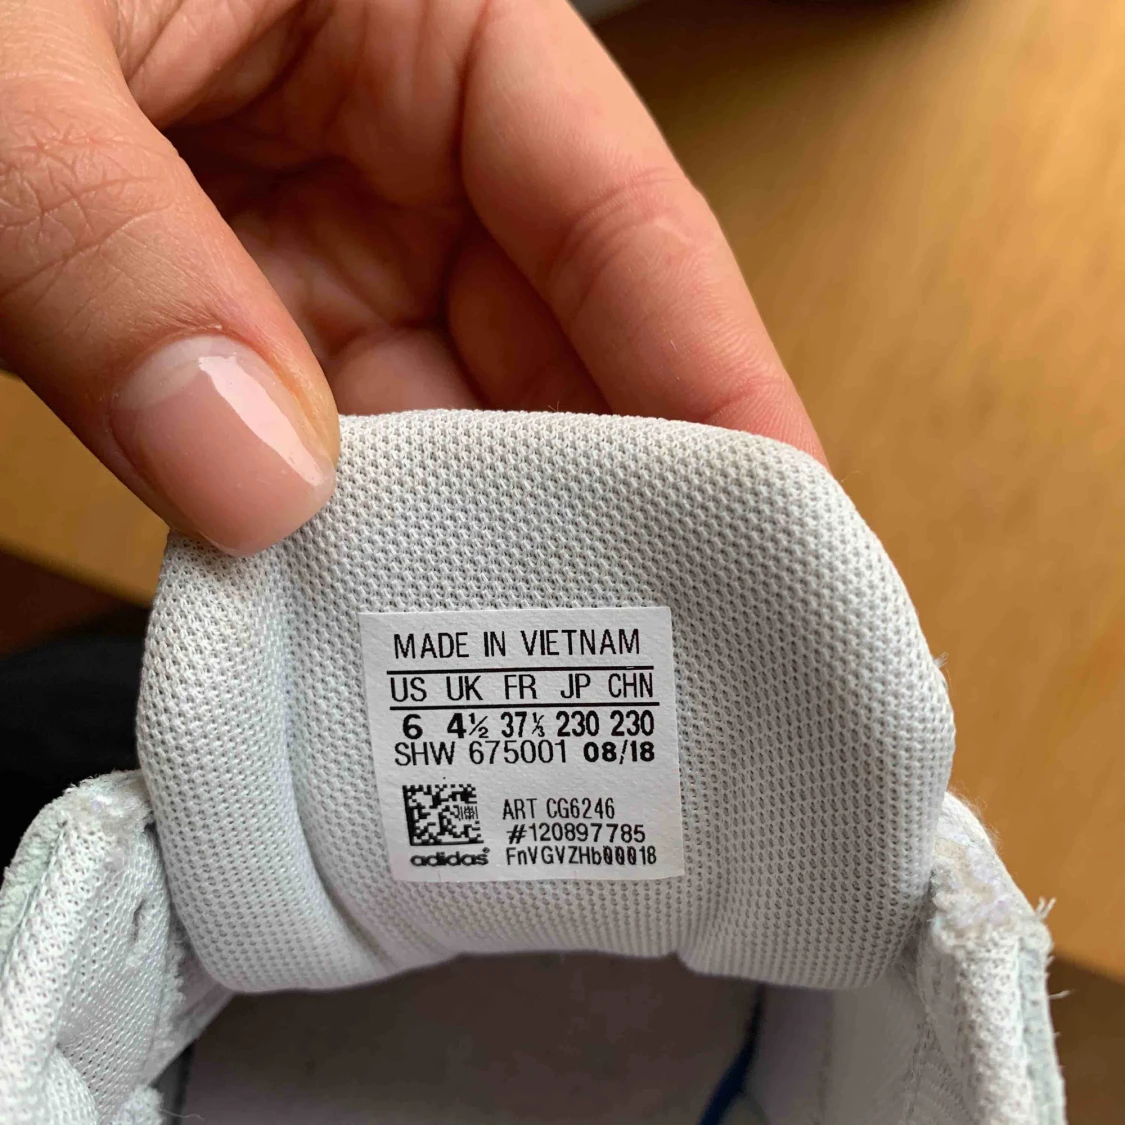 MADE IN VIETNAM
US UK FR JP CHN
6 4½ 37⅓ 230 230
SHW 675001 08/18
ART CG6246
#120897785
adidas® FnVGVZHb00018